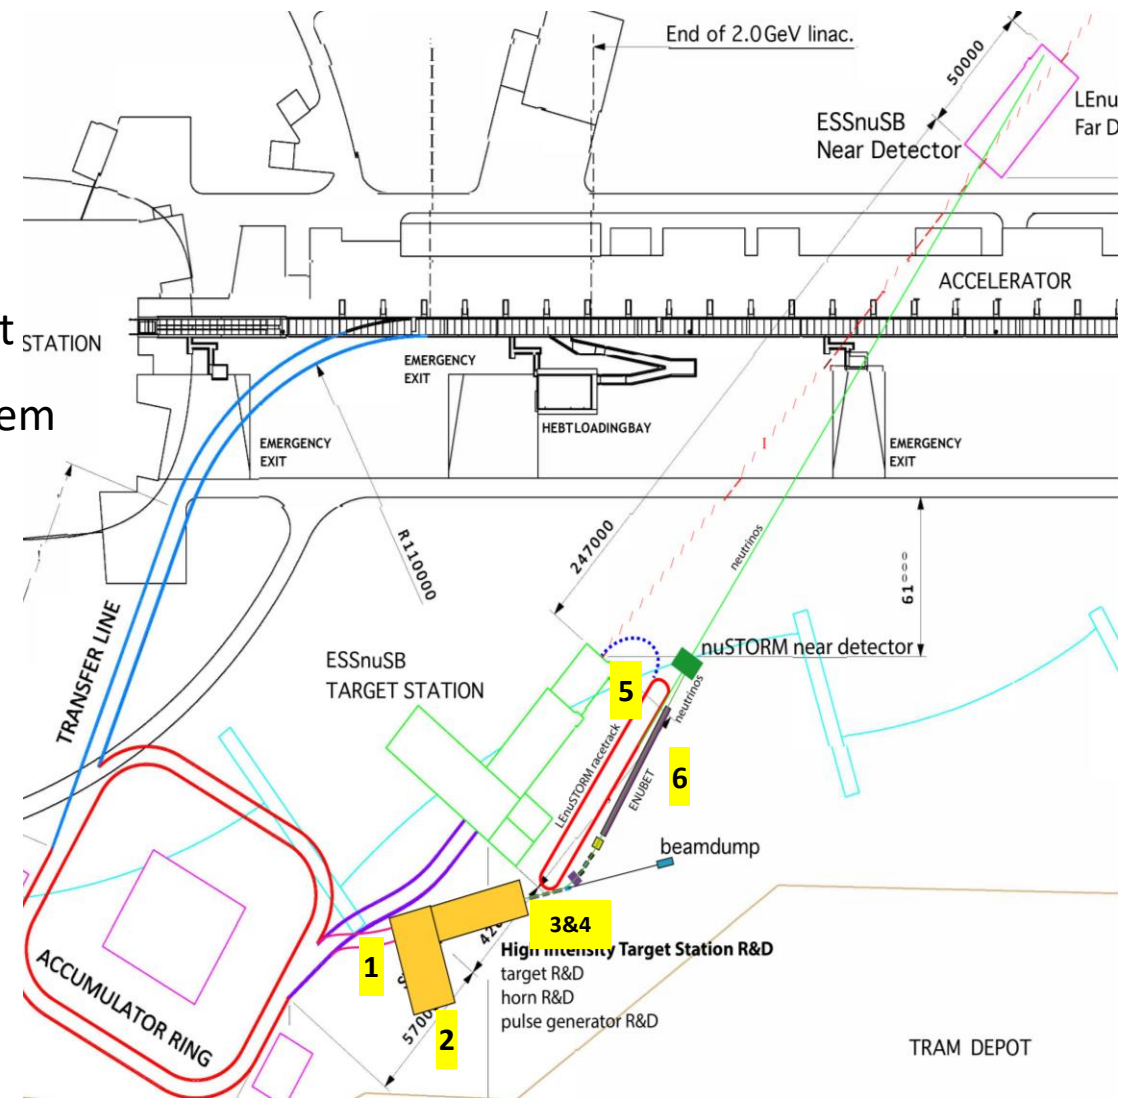 End of 2.0GeV linac.
50000
LEnu
Far D
ESSnuSB
Near Detector
ACCELERATOR
t
STATION
em
EMERGENCY
EXIT
HEBTLOADINGBAY
EMERGENCY
EXIT
EMERGENCY
EXIT
I
R110000
247000
neutrinos
61000
TRANSFER LINE
ESSnuSB
TARGET STATION
nuSTORM near detector
5
neutrinos
LEnuSTORM racetrack
ENUBET
6
beamdump
3&4
1
High Intensity Target Station R&D
target R&D
horn R&D
pulse generator R&D
2
ACCUMULATOR RING
TRAM DEPOT